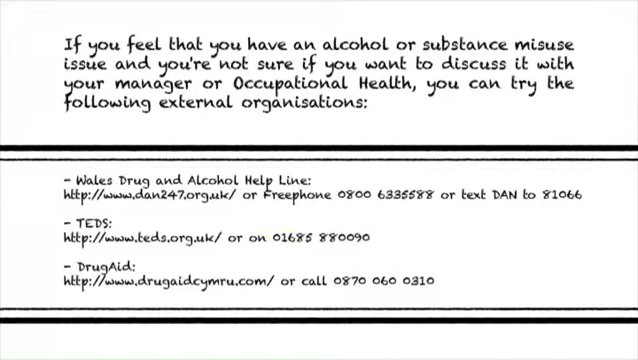 If you feel that you have an alcohol or substance misuse
issue and you're not sure if you want to discuss it with
your manager or Occupational Health, you can try the
following external organisations:
- Wales Drug and Alcohol Help Line:
http://www.dan247.org.uk/ or Freephone 0800 6335588 or text DAN to 81066
- TEDS:
http://www.teds.org.uk/ or on 01685 880090
- DrugAid:
http://www.drugaidcymru.com/ or call 0870 060 0310